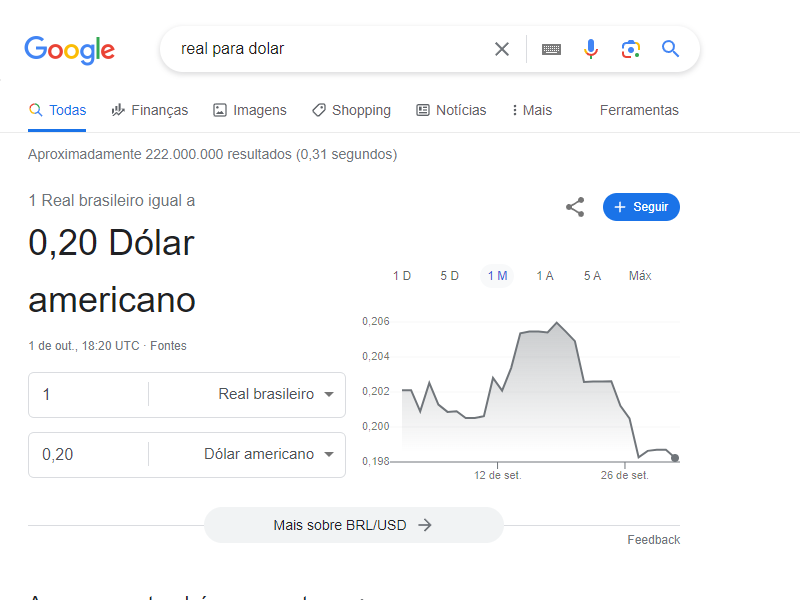 Google
real para dolar
Todas Finanças Imagens Shopping Notícias Mais Ferramentas
Aproximadamente 222.000.000 resultados (0,31 segundos)
1 Real brasileiro igual a
Seguir
0,20 Dólar
americano
1 de out., 18:20 UTC · Fontes
1 Real brasileiro
0,20 Dólar americano
1 D 5 D 1 M 1 A 5 A Máx
0,206
0,204
0,202
0,200
0,198
12 de set. 26 de set.
Mais sobre BRL/USD
Feedback